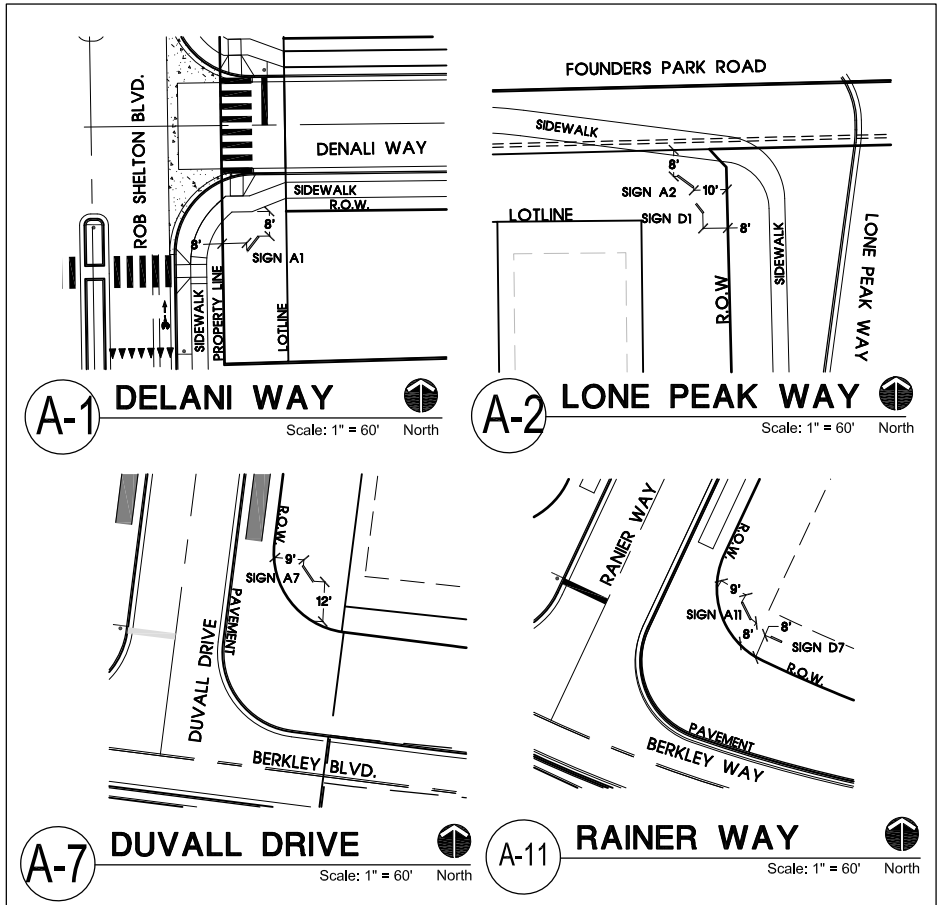 ROB SHELTON BLVD.
DENALI WAY
SIDEWALK
R.O.W.
8'
8'
SIGN A1
SIDEWALK
PROPERTY LINE
LOTLINE
A-1
DELANI WAY
Scale: 1" = 60'
North
FOUNDERS PARK ROAD
SIDEWALK
8'
SIGN A2
10'
LOTLINE
SIGN D1
8'
R.O.W
SIDEWALK
LONE PEAK WAY
A-2
LONE PEAK WAY
Scale: 1" = 60'
North
R.O.W.
9'
SIGN A7
12'
PAVEMENT
DUVALL DRIVE
BERKLEY BLVD.
A-7
DUVALL DRIVE
Scale: 1" = 60'
North
RANIER WAY
R.O.W.
9'
SIGN A11
8'
8'
SIGN D7
R.O.W.
PAVEMENT
BERKLEY WAY
A-11
RAINER WAY
Scale: 1" = 60'
North